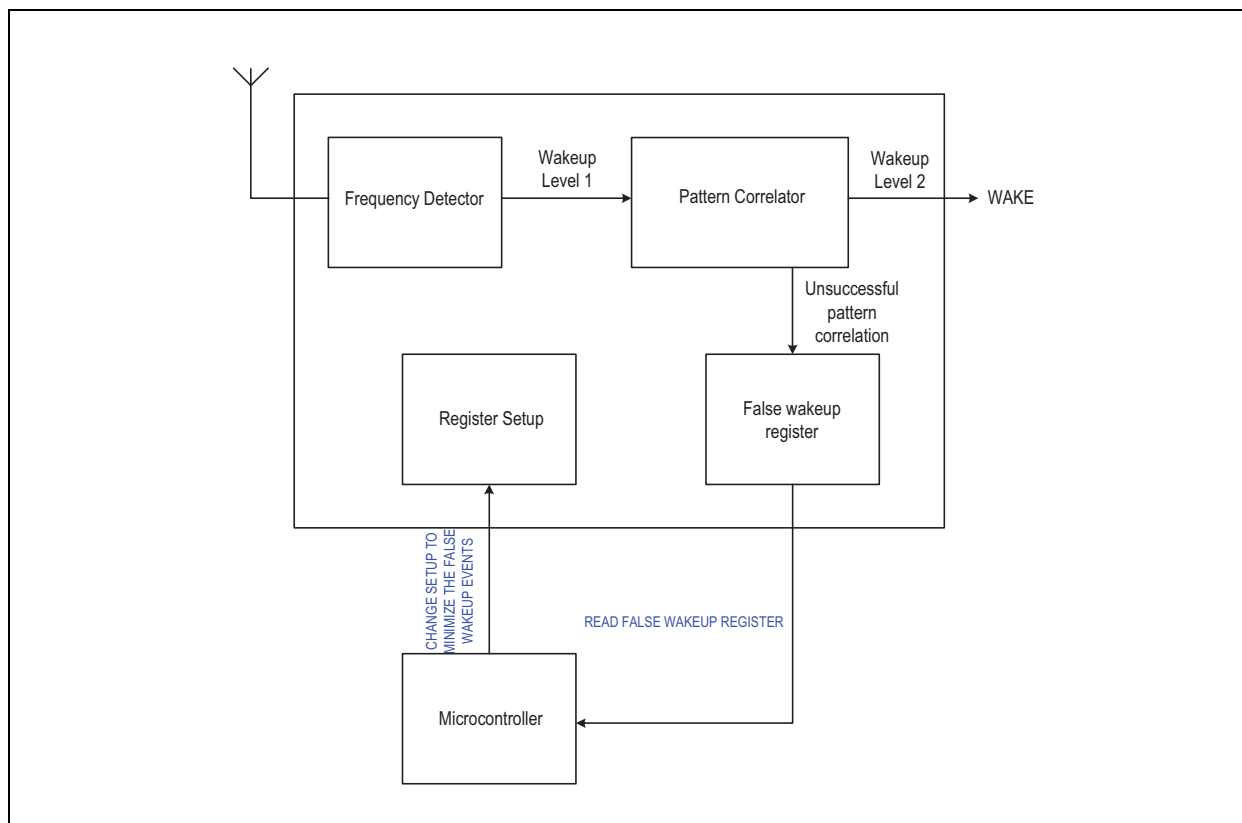 Wakeup
Level 1
Wakeup
Level 2
Frequency Detector
Pattern Correlator
WAKE
Unsuccessful
pattern
correlation
Register Setup
False wakeup
register
CHANGE SETUP TO
MINIMIZE THE FALSE
WAKEUP EVENTS
READ FALSE WAKEUP REGISTER
Microcontroller